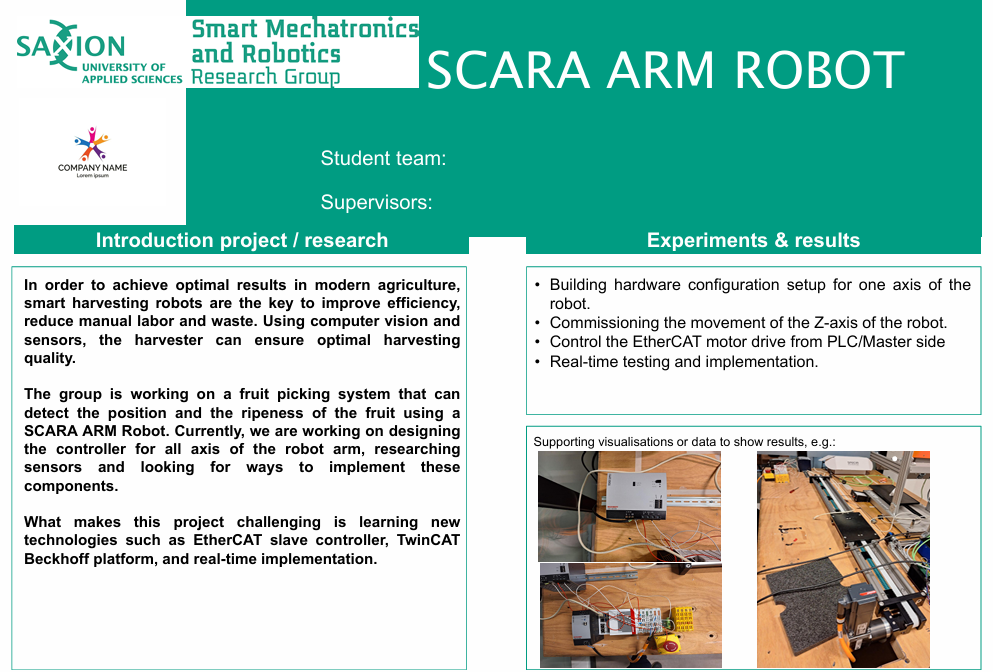 SAXION
UNIVERSITY OF
APPLIED SCIENCES
Smart Mechatronics
and Robotics
Research Group
SCARA ARM ROBOT
COMPANY NAME
Lorem ipsum
Student team:
Supervisors:
Introduction project / research
In order to achieve optimal results in modern agriculture,
smart harvesting robots are the key to improve efficiency,
reduce manual labor and waste. Using computer vision and
sensors, the harvester can ensure optimal harvesting
quality.
The group is working on a fruit picking system that can
detect the position and the ripeness of the fruit using a
SCARA ARM Robot. Currently, we are working on designing
the controller for all axis of the robot arm, researching
sensors and looking for ways to implement these
components.
What makes this project challenging is learning new
technologies such as EtherCAT slave controller, TwinCAT
Beckhoff platform, and real-time implementation.
Experiments & results
• Building hardware configuration setup for one axis of the
robot.
• Commissioning the movement of the Z-axis of the robot.
• Control the EtherCAT motor drive from PLC/Master side
• Real-time testing and implementation.
Supporting visualisations or data to show results, e.g.: